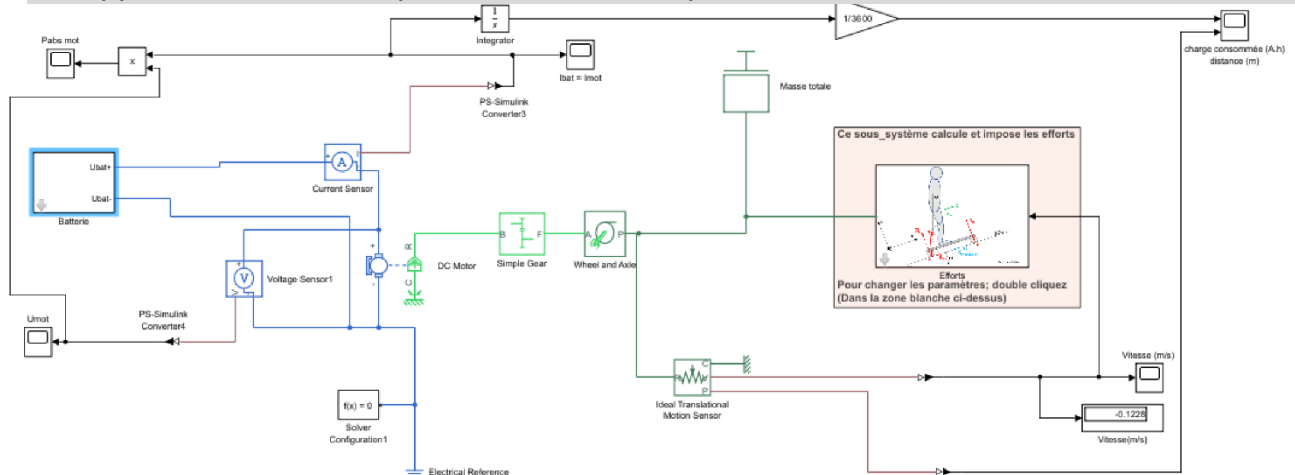 1
s
Integrator
1/3600
charge consommée (A.h)
distance (m)
Pabs mot
x
Ibat = Imot
PS-Simulink
Converter3
Masse totale
Ce sous_système calcule et impose les efforts
Efforts
Pour changer les paramètres; double cliquez
(Dans la zone blanche ci-dessus)
Ubat+
Ubat-
Batterie
+
A
I
Current Sensor
+
V
V
Voltage Sensor1
+
-
R
C
DC Motor
B
F
Simple Gear
A
P
Wheel and Axle
PS-Simulink
Converter4
Umot
f(x) = 0
Solver
Configuration1
Electrical Reference
R
C
V
P
Ideal Translational
Motion Sensor
Vitesse (m/s)
-0.1228
Vitesse(m/s)